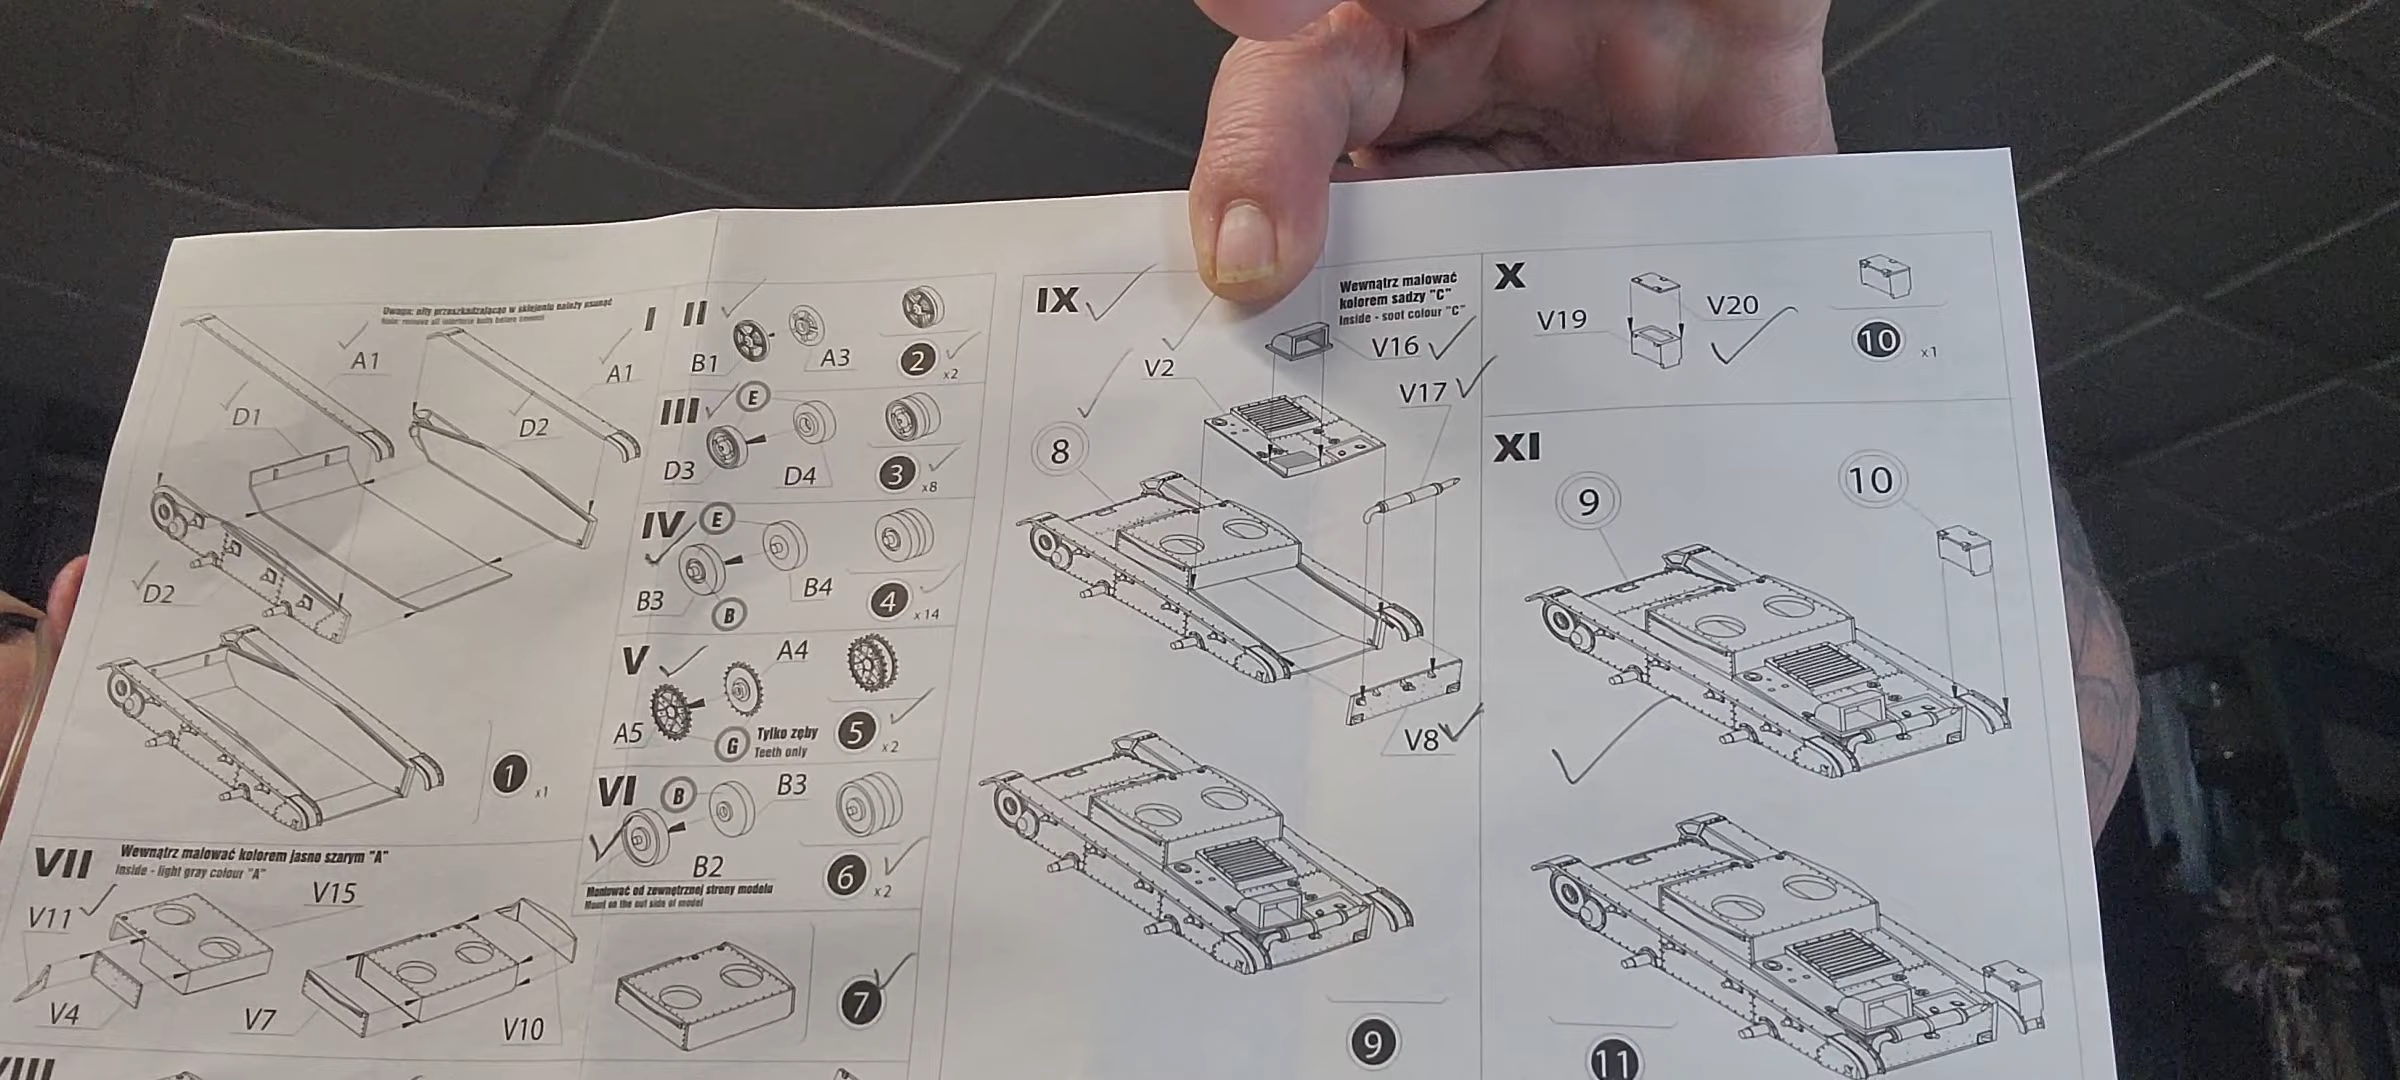 I
Uwaga: nity przeszkadzające w sklejeniu należy usunąć
A1
A1
D1
D2
D2
1
x1
II
B1
A3
2
x2
III
E
D3
D4
3
x8
IV
E
B3
B4
B
4
x14
V
A4
A5
G
Tylko zęby
Teeth only
5
x2
VI
B
B3
B2
6
x2
Montować od zewnętrznej strony modelu
Mount on the out side of model
VII
Wewnątrz malować kolorem jasno szarym "A"
Inside - light gray colour "A"
V11
V15
V4
V7
V10
7
VIII
IX
Wewnątrz malować
kolorem sadzy "C"
Inside - soot colour "C"
V2
V16
V17
8
V8
9
X
V19
V20
10
x1
XI
9
10
11